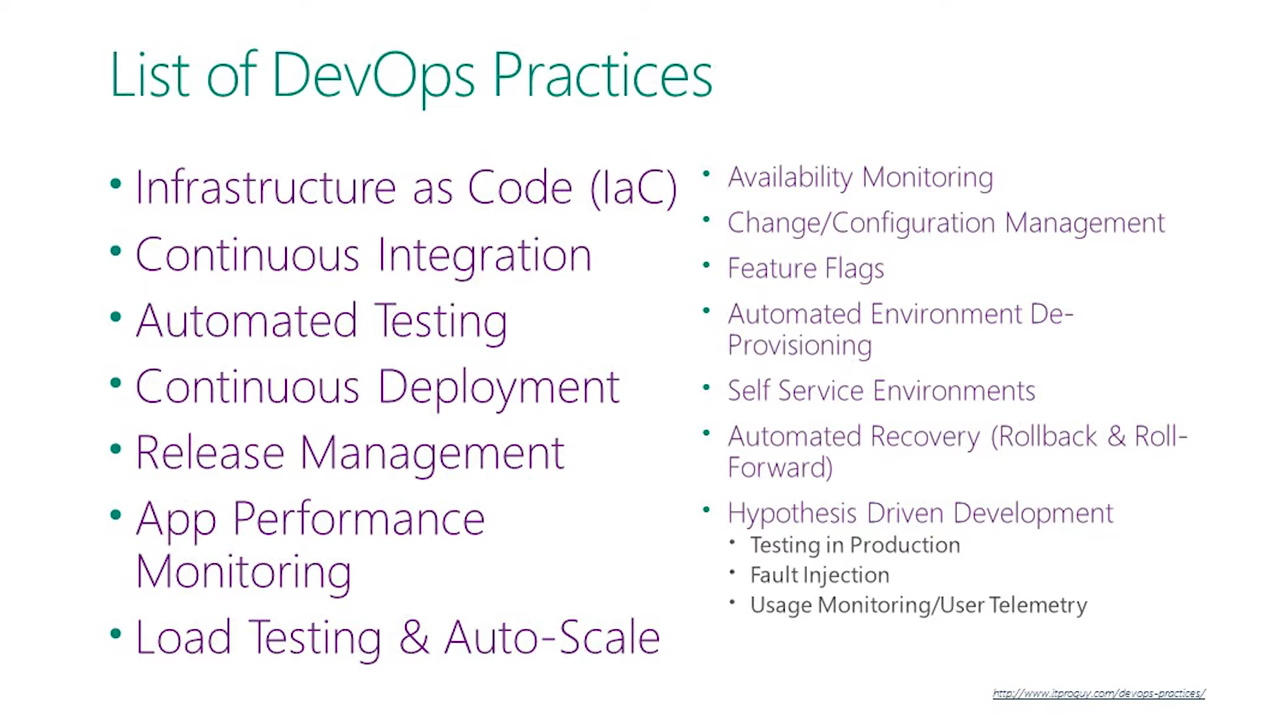 List of DevOps Practices
• Infrastructure as Code (IaC)
• Continuous Integration
• Automated Testing
• Continuous Deployment
• Release Management
• App Performance
Monitoring
• Load Testing & Auto-Scale
• Availability Monitoring
• Change/Configuration Management
• Feature Flags
• Automated Environment De-
Provisioning
• Self Service Environments
• Automated Recovery (Rollback & Roll-
Forward)
• Hypothesis Driven Development
• Testing in Production
• Fault Injection
• Usage Monitoring/User Telemetry
http://www.itproguy.com/devops-practices/